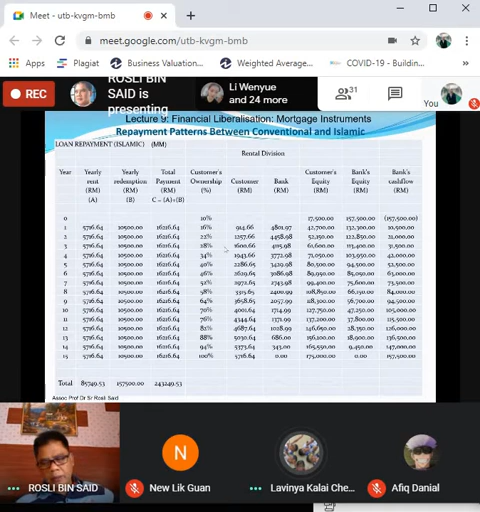 Meet - utb-kvgm-bmb
meet.google.com/utb-kvgm-bmb
Apps
Plagiat
Business Valuation...
Weighted Average...
COVID-19 - Building...
REC
ROSLI BIN SAID is presenting
Li Wenyue and 24 more
31
You
Lecture 9: Financial Liberalisation: Mortgage Instruments
Repayment Patterns Between Conventional and Islamic
LOAN REPAYMENT (ISLAMIC) (MM)
Rental Division
Year Yearly rent (RM) (A) Yearly redemption (RM) (B) Total Payment (RM) C = (A)+(B) Customer's Ownership (%) Customer (RM) Bank (RM) Customer's Equity (RM) Bank's Equity (RM) Bank's cashflow (RM)
0 10% 17,500.00 157,500.00 (157,500.00)
1 5716.64 10500.00 16216.64 16% 914.66 4801.97 42,700.00 132,300.00 10,500.00
2 5716.64 10500.00 16216.64 22% 1257.66 4458.98 52,150.00 122,850.00 21,000.00
3 5716.64 10500.00 16216.64 28% 1600.66 4115.98 61,600.00 113,400.00 31,500.00
4 5716.64 10500.00 16216.64 34% 1943.66 3772.98 71,050.00 103,950.00 42,000.00
5 5716.64 10500.00 16216.64 40% 2286.65 3429.98 80,500.00 94,500.00 52,500.00
6 5716.64 10500.00 16216.64 46% 2629.65 3086.98 89,950.00 85,050.00 63,000.00
7 5716.64 10500.00 16216.64 52% 2972.65 2743.98 99,400.00 75,600.00 73,500.00
8 5716.64 10500.00 16216.64 58% 3315.65 2400.99 108,850.00 66,150.00 84,000.00
9 5716.64 10500.00 16216.64 64% 3658.65 2057.99 118,300.00 56,700.00 94,500.00
10 5716.64 10500.00 16216.64 70% 4001.64 1714.99 127,750.00 47,250.00 105,000.00
11 5716.64 10500.00 16216.64 76% 4344.64 1371.99 137,200.00 37,800.00 115,500.00
12 5716.64 10500.00 16216.64 82% 4687.64 1028.99 146,650.00 28,350.00 126,000.00
13 5716.64 10500.00 16216.64 88% 5030.64 686.00 156,100.00 18,900.00 136,500.00
14 5716.64 10500.00 16216.64 94% 5373.64 343.00 165,550.00 9,450.00 147,000.00
15 5716.64 10500.00 16216.64 100% 5716.64 0.00 175,000.00 0.00 157,500.00
Total 85749.53 157500.00 243249.53
Assoc Prof Dr Sr Rosli Said
N
ROSLI BIN SAID
New Lik Guan
Lavinya Kalai Che...
Afiq Danial